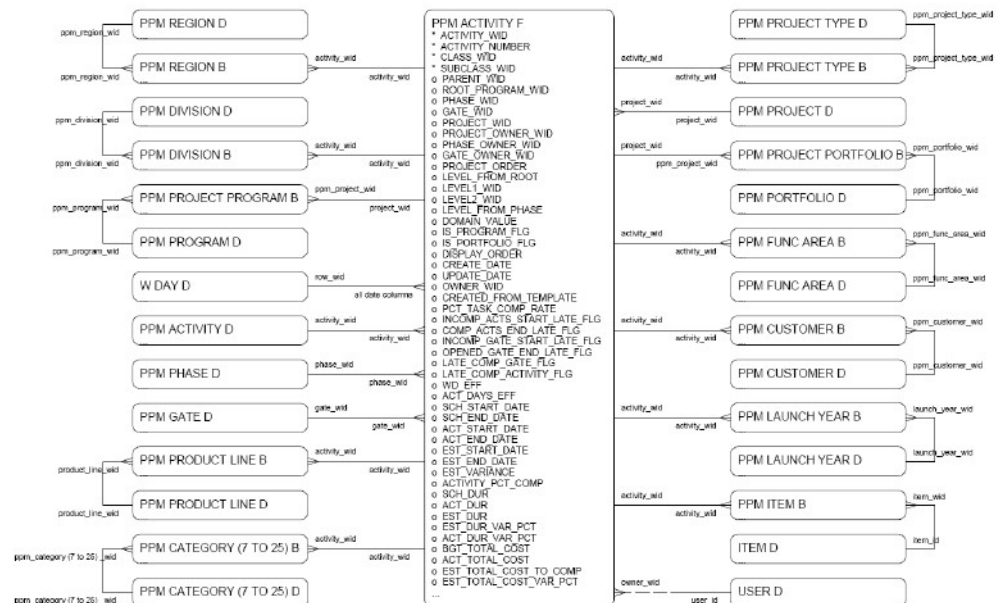 PPM REGION D
...
ppm_region_wid
PPM REGION B
...
ppm_region_wid
activity_wid
activity_wid
PPM DIVISION D
...
ppm_division_wid
PPM DIVISION B
...
ppm_division_wid
activity_wid
activity_wid
PPM PROJECT PROGRAM B
...
ppm_program_wid
ppm_project_wid
project_wid
PPM PROGRAM D
...
ppm_program_wid
W DAY D
...
row_wid
all date columns
PPM ACTIVITY D
...
activity_wid
activity_wid
PPM PHASE D
...
phase_wid
phase_wid
PPM GATE D
...
gate_wid
gate_wid
PPM PRODUCT LINE B
...
product_line_wid
activity_wid
activity_wid
PPM PRODUCT LINE D
...
product_line_wid
PPM CATEGORY (7 TO 25) B
...
ppm_category (7 to 25) _wid
activity_wid
activity_wid
PPM CATEGORY (7 TO 25) D
...
ppm_category (7 to 25) _wid
PPM ACTIVITY F
* ACTIVITY_WID
* ACTIVITY_NUMBER
* CLASS_WID
* SUBCLASS_WID
o PARENT_WID
o ROOT_PROGRAM_WID
o PHASE_WID
o GATE_WID
o PROJECT_WID
o PROJECT_OWNER_WID
o PHASE_OWNER_WID
o GATE_OWNER_WID
o PROJECT_ORDER
o LEVEL_FROM_ROOT
o LEVEL1_WID
o LEVEL2_WID
o LEVEL_FROM_PHASE
o DOMAIN_VALUE
o IS_PROGRAM_FLG
o IS_PORTFOLIO_FLG
o DISPLAY_ORDER
o CREATE_DATE
o UPDATE_DATE
o OWNER_WID
o CREATED_FROM_TEMPLATE
o PCT_TASK_COMP_RATE
o INCOMP_ACTS_START_LATE_FLG
o COMP_ACTS_END_LATE_FLG
o INCOMP_GATE_START_LATE_FLG
o OPENED_GATE_END_LATE_FLG
o LATE_COMP_GATE_FLG
o LATE_COMP_ACTIVITY_FLG
o WD_EFF
o ACT_DAYS_EFF
o SCH_START_DATE
o SCH_END_DATE
o ACT_START_DATE
o ACT_END_DATE
o EST_START_DATE
o EST_END_DATE
o EST_VARIANCE
o ACTIVITY_PCT_COMP
o SCH_DUR
o ACT_DUR
o EST_DUR
o EST_DUR_VAR_PCT
o ACT_DUR_VAR_PCT
o BGT_TOTAL_COST
o ACT_TOTAL_COST
o EST_TOTAL_COST_TO_COMP
o EST_TOTAL_COST_VAR_PCT
...
PPM PROJECT TYPE D
...
ppm_project_type_wid
activity_wid
activity_wid
PPM PROJECT TYPE B
...
ppm_project_type_wid
project_wid
project_wid
PPM PROJECT D
...
project_wid
ppm_project_wid
PPM PROJECT PORTFOLIO B
...
ppm_portfolio_wid
PPM PORTFOLIO D
...
ppm_portfolio_wid
activity_wid
activity_wid
PPM FUNC AREA B
...
ppm_func_area_wid
PPM FUNC AREA D
...
ppm_func_area_wid
activity_wid
activity_wid
PPM CUSTOMER B
...
ppm_customer_wid
PPM CUSTOMER D
...
ppm_customer_wid
activity_wid
activity_wid
PPM LAUNCH YEAR B
...
launch_year_wid
PPM LAUNCH YEAR D
...
launch_year_wid
activity_wid
activity_wid
PPM ITEM B
...
item_wid
ITEM D
...
item_id
owner_wid
user_id
USER D
...